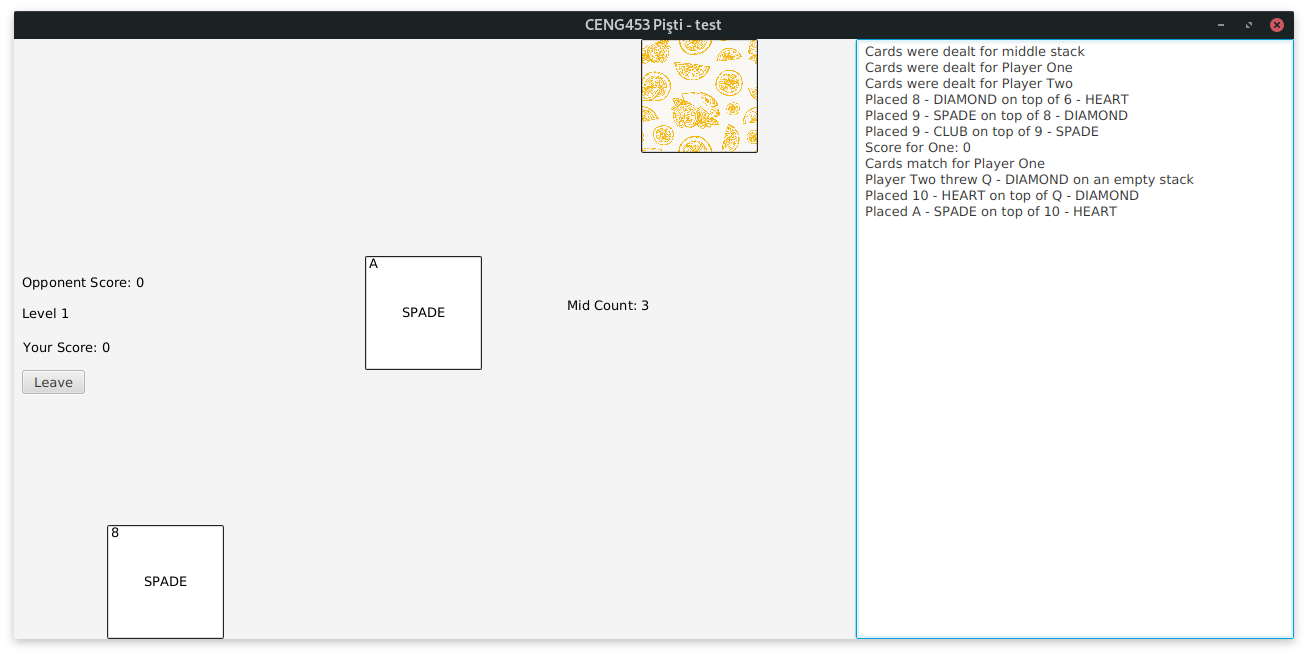 CENG453 Pişti - test
Opponent Score: 0
Level 1
Your Score: 0
Leave
A
SPADE
Mid Count: 3
8
SPADE
Cards were dealt for middle stack
Cards were dealt for Player One
Cards were dealt for Player Two
Placed 8 - DIAMOND on top of 6 - HEART
Placed 9 - SPADE on top of 8 - DIAMOND
Placed 9 - CLUB on top of 9 - SPADE
Score for One: 0
Cards match for Player One
Player Two threw Q - DIAMOND on an empty stack
Placed 10 - HEART on top of Q - DIAMOND
Placed A - SPADE on top of 10 - HEART